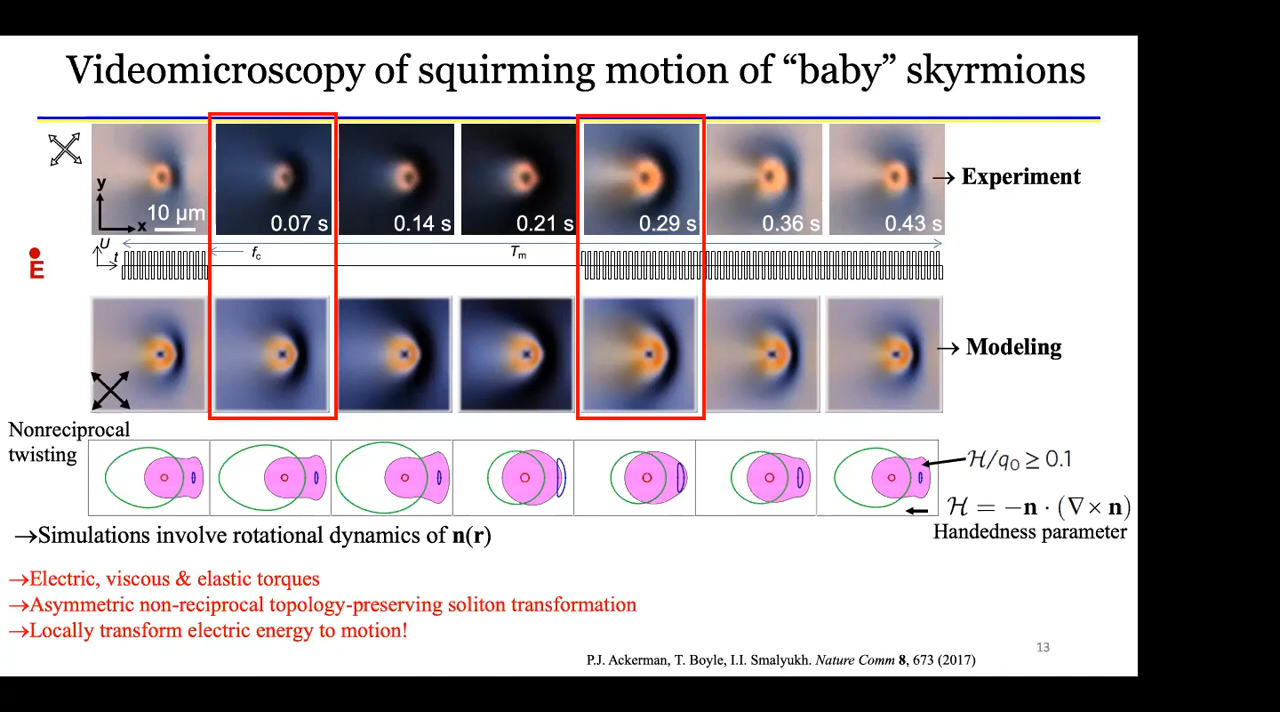 Videomicroscopy of squirming motion of “baby” skyrmions
y
x
10 μm
0.07 s
0.14 s
0.21 s
0.29 s
0.36 s
0.43 s
→ Experiment
U
t
fc
Tm
E
→ Modeling
Nonreciprocal
twisting
ℋ/q₀ ≥ 0.1
ℋ = −n · (∇ × n)
Handedness parameter
→Simulations involve rotational dynamics of n(r)
→Electric, viscous & elastic torques
→Asymmetric non-reciprocal topology-preserving soliton transformation
→Locally transform electric energy to motion!
13
P.J. Ackerman, T. Boyle, I.I. Smalyukh. Nature Comm 8, 673 (2017)